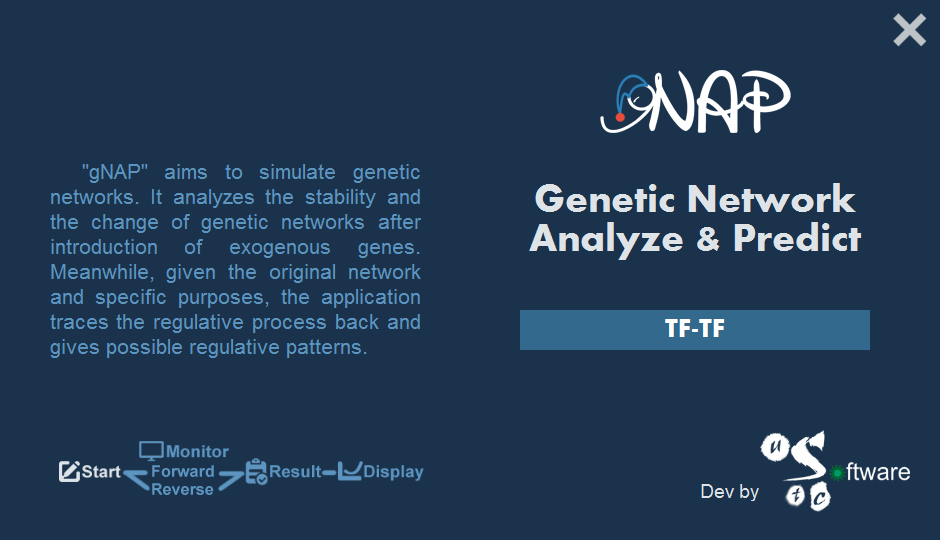 gNAP
"gNAP" aims to simulate genetic
networks. It analyzes the stability and
the change of genetic networks after
introduction of exogenous genes.
Meanwhile, given the original network
and specific purposes, the application
traces the regulative process back and
gives possible regulative patterns.
Genetic Network
Analyze & Predict
TF-TF
Start
Monitor
Forward
Reverse
Result
Display
Dev by
USTC Software